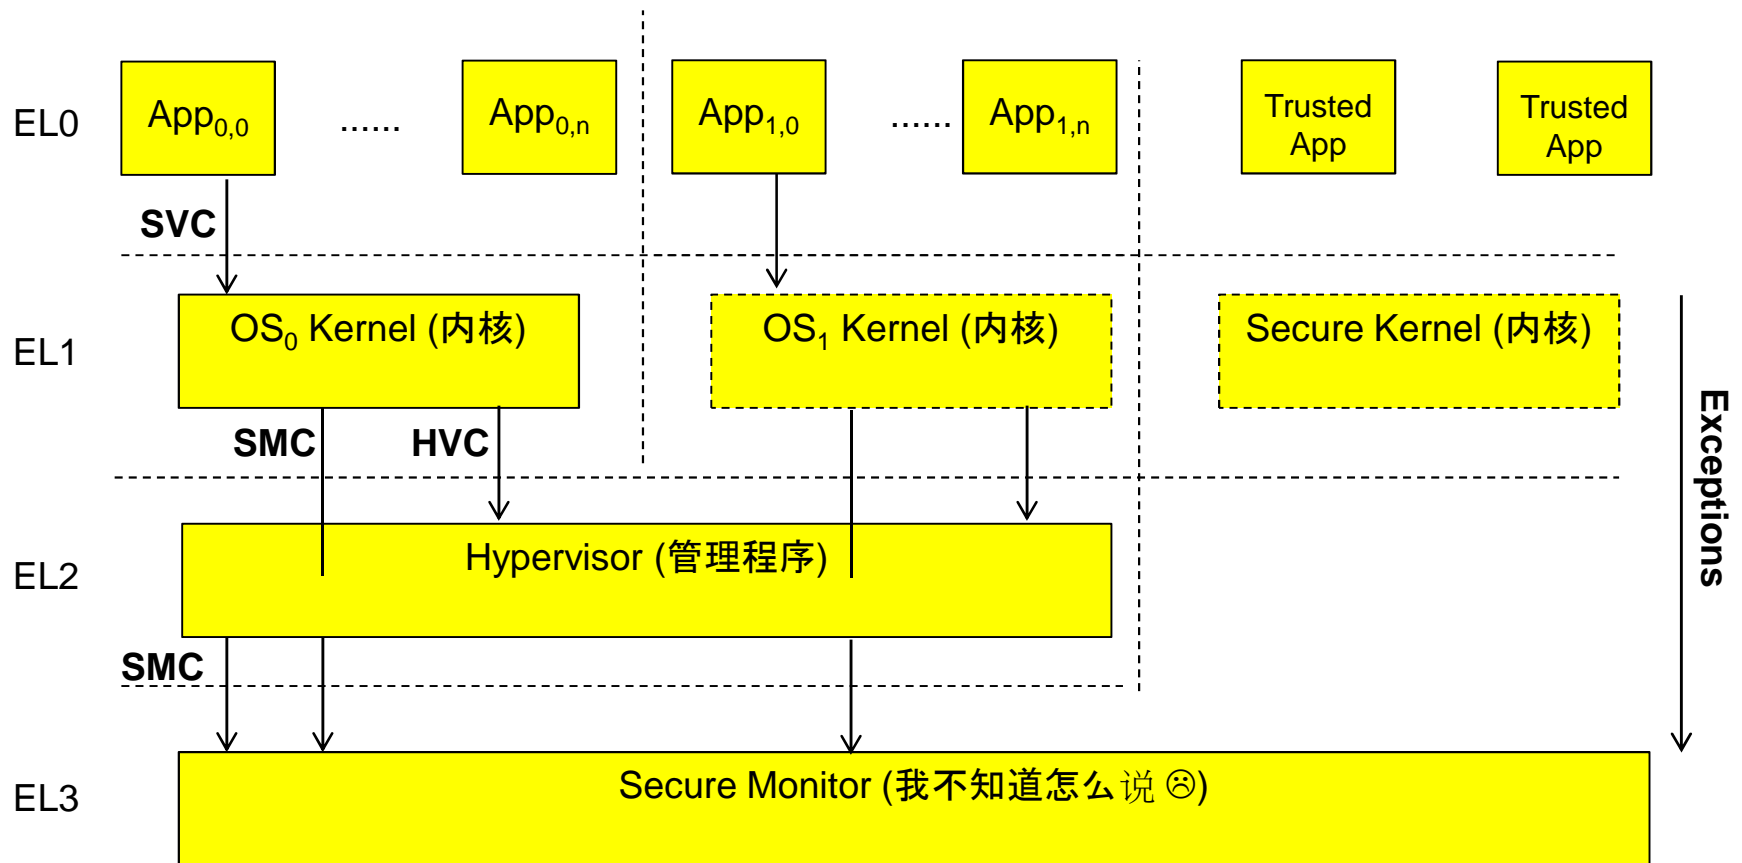 EL0
App0,0
......
App0,n
App1,0
......
App1,n
Trusted
App
Trusted
App
SVC
EL1
OS0 Kernel (内核)
OS1 Kernel (内核)
Secure Kernel (内核)
SMC
HVC
Exceptions
EL2
Hypervisor (管理程序)
SMC
EL3
Secure Monitor (我不知道怎么说 ☹)